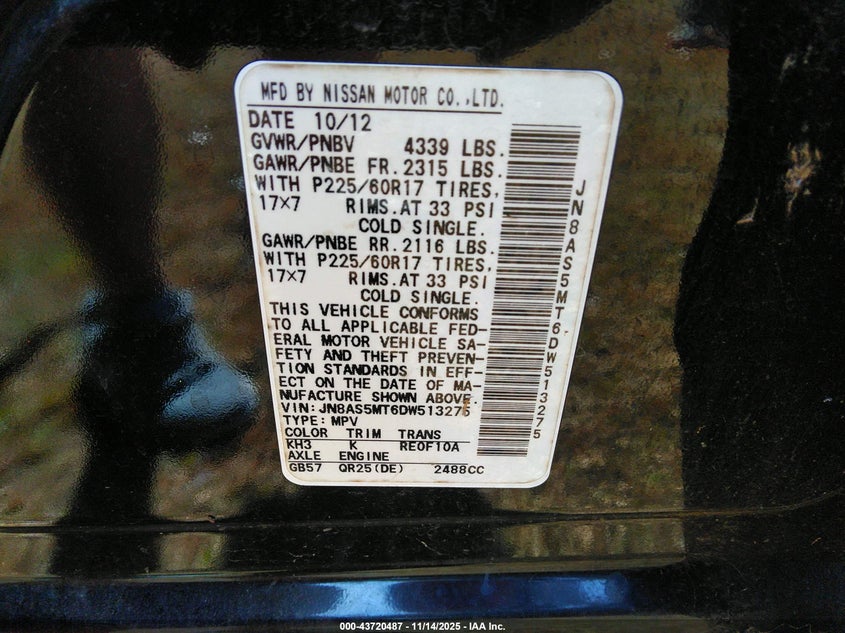 MFD BY NISSAN MOTOR CO.,LTD.
DATE 10/12
GVWR/PNBV 4339 LBS.
GAWR/PNBE FR. 2315 LBS.
WITH P225/60R17 TIRES,
17×7 RIMS.AT 33 PSI
COLD SINGLE.
GAWR/PNBE RR. 2116 LBS.
WITH P225/60R17 TIRES,
17×7 RIMS.AT 33 PSI
COLD SINGLE.
THIS VEHICLE CONFORMS
TO ALL APPLICABLE FED-
ERAL MOTOR VEHICLE SA-
FETY AND THEFT PREVEN-
TION STANDARDS IN EFF-
ECT ON THE DATE OF MA-
NUFACTURE SHOWN ABOVE.
VIN: JN8AS5MT6DW513275
TYPE: MPV
COLOR TRIM TRANS
KH3 K RE0F10A
AXLE ENGINE
GB57 QR25(DE) 2488CC
JN8AS5MT6DW513275
000-43720487 - 11/14/2025 - IAA Inc.